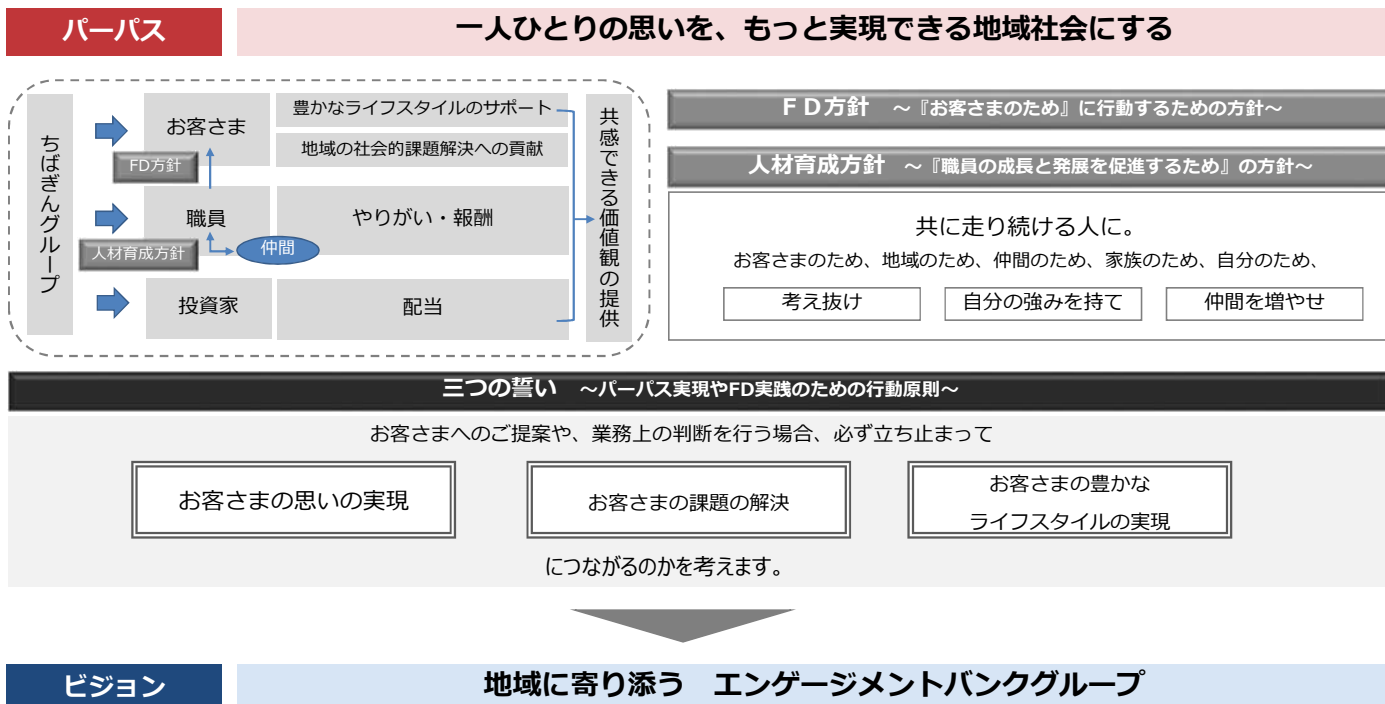 パーパス
一人ひとりの思いを、もっと実現できる地域社会にする
ちばぎんグループ
お客さま
FD方針
職員
人材育成方針
仲間
投資家
豊かなライフスタイルのサポート
地域の社会的課題解決への貢献
やりがい・報酬
配当
共感できる価値観の提供
ＦＤ方針　～『お客さまのため』に行動するための方針～
人材育成方針　～『職員の成長と発展を促進するため』の方針～
共に走り続ける人に。
お客さまのため、地域のため、仲間のため、家族のため、自分のため、
考え抜け
自分の強みを持て
仲間を増やせ
三つの誓い　～パーパス実現やFD実践のための行動原則～
お客さまへのご提案や、業務上の判断を行う場合、必ず立ち止まって
お客さまの思いの実現
お客さまの課題の解決
お客さまの豊かな
ライフスタイルの実現
につながるのかを考えます。
ビジョン
地域に寄り添う　エンゲージメントバンクグループ